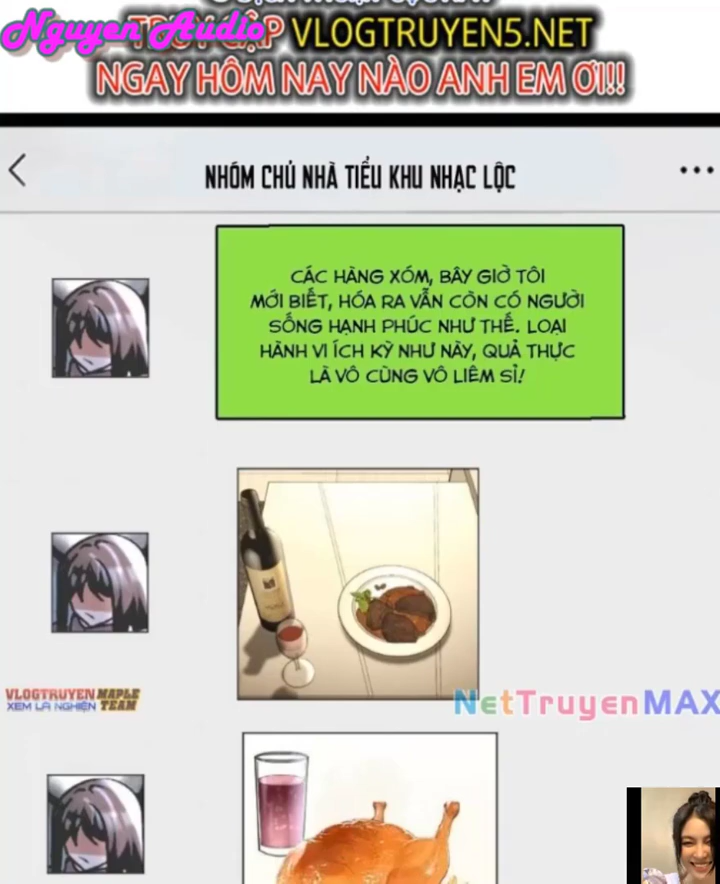 Nguyen Audio
TRUY CẬP VLOGTRUYEN5.NET
NGAY HÔM NAY NÀO ANH EM ƠI!!!
NHÓM CHỦ NHÀ TIỂU KHU NHẠC LỘC
CÁC HÀNG XÓM, BÂY GIỜ TÔI
MỚI BIẾT, HÓA RA VẪN CÒN CÓ NGƯỜI
SỐNG HẠNH PHÚC NHƯ THẾ. LOẠI
HÀNH VI ÍCH KỶ NHƯ NÀY, QUẢ THỰC
LÀ VÔ CÙNG VÔ LIÊM SỈ!
VLOGTRUYEN MAPLE
XEM LÀ NGHIỆN TEAM
NetTruyenMAX